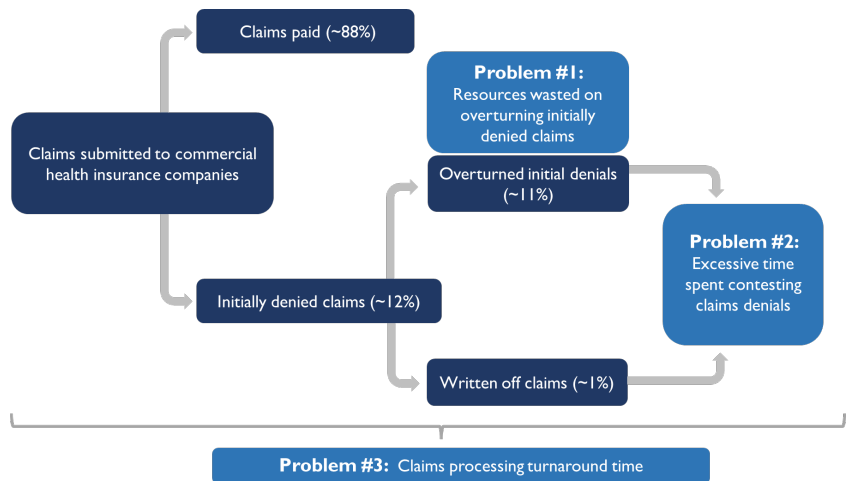 Claims paid (~88%)
Problem #1:
Resources wasted on
overturning initially
denied claims
Claims submitted to commercial
health insurance companies
Overturned initial denials
(~11%)
Problem #2:
Excessive time
spent contesting
claims denials
Initially denied claims (~12%)
Written off claims (~1%)
Problem #3: Claims processing turnaround time